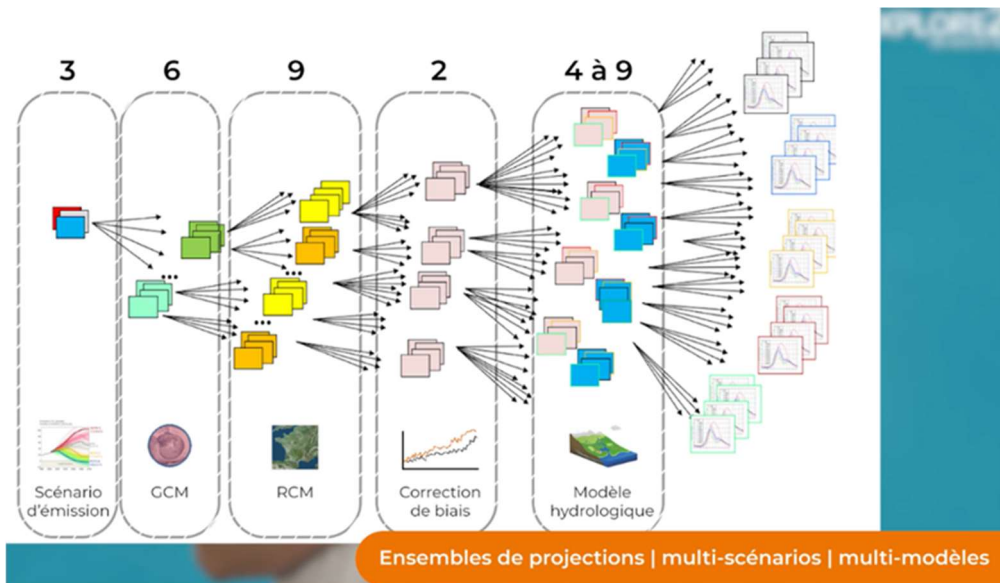 3
6
9
2
4 à 9
Scénario
d'émission
GCM
RCM
Correction
de biais
Modèle
hydrologique
Ensembles de projections | multi-scénarios | multi-modèles